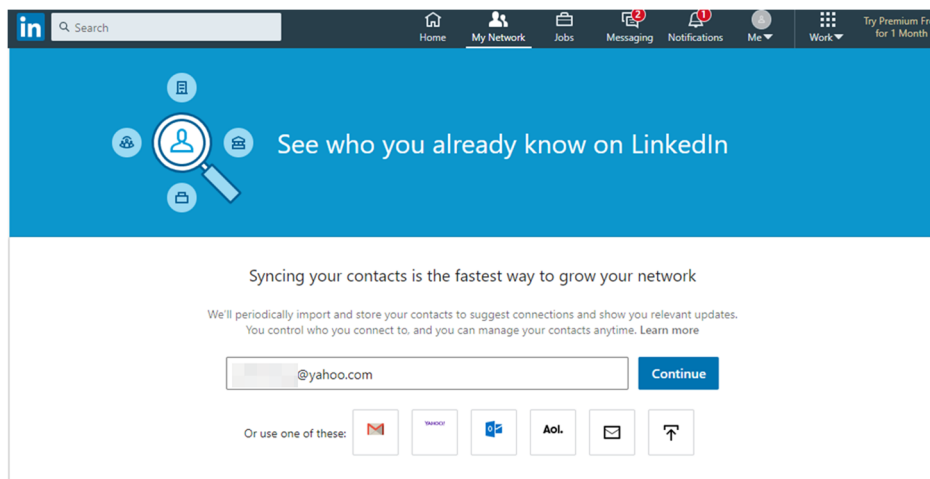 in
Search
Home
My Network
Jobs
2
Messaging
1
Notifications
Me
Work
Try Premium
for 1 Month
See who you already know on LinkedIn
Syncing your contacts is the fastest way to grow your network
We'll periodically import and store your contacts to suggest connections and show you relevant updates.
You control who you connect to, and you can manage your contacts anytime. Learn more
@yahoo.com
Continue
Or use one of these:
YAHOO!
Aol.